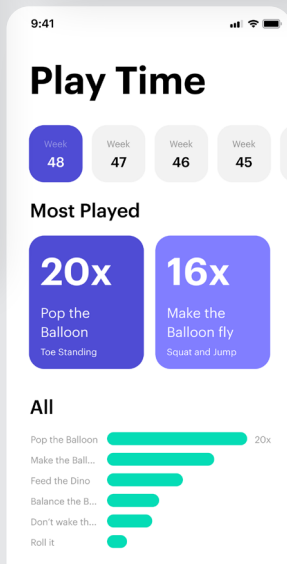 9:41
Play Time
Week Week Week Week
48 47 46 45
Most Played
20x
Pop the
Balloon
Toe Standing
16x
Make the
Balloon fly
Squat and Jump
All
Pop the Balloon 20x
Make the Ball...
Feed the Dino
Balance the B...
Don't wake th...
Roll it